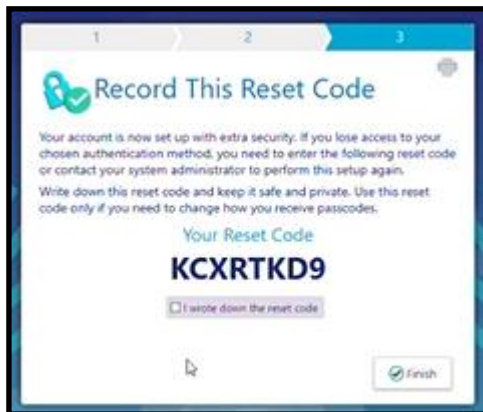 1 2 3
Record This Reset Code
Your account is now set up with extra security. If you lose access to your
chosen authentication method, you need to enter the following reset code
or contact your system administrator to perform this setup again.
Write down this reset code and keep it safe and private. Use this reset
code only if you need to change how you receive passcodes.
Your Reset Code
KCXRTKD9
I wrote down the reset code
Finish